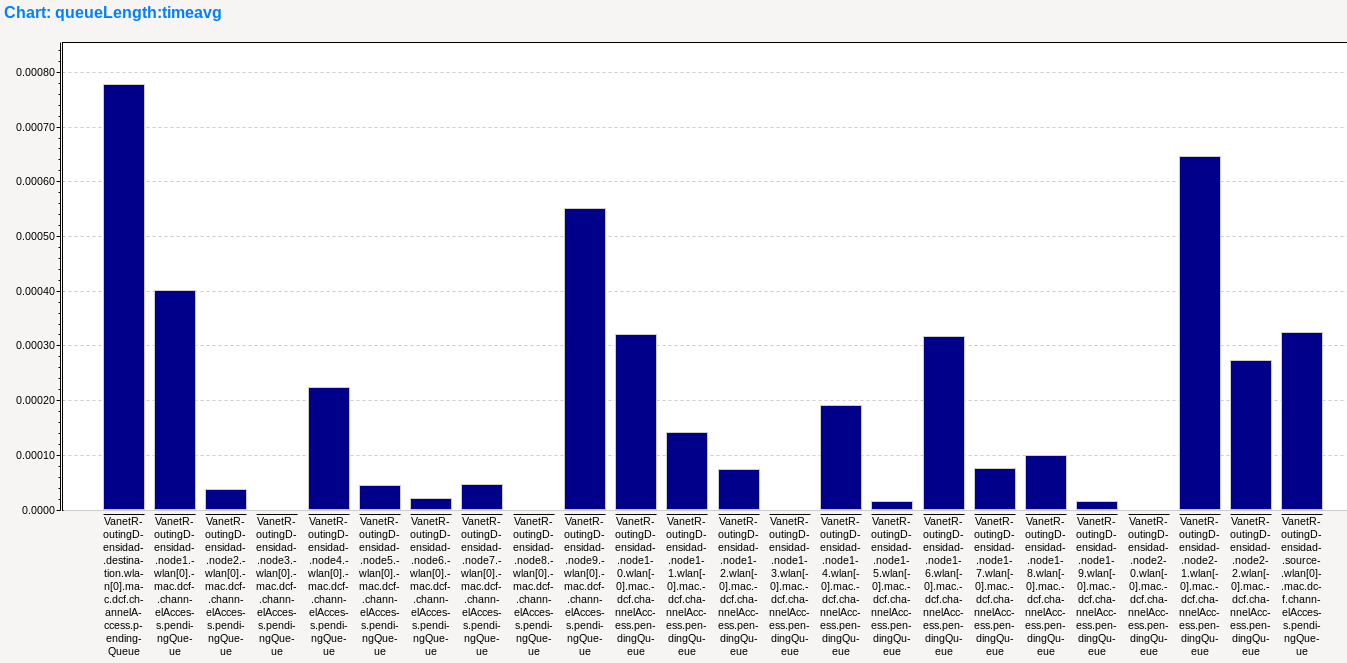 Chart: queueLength:timeavg
0.00080
0.00070
0.00060
0.00050
0.00040
0.00030
0.00020
0.00010
0.0000
VanetR-
outingD-
ensidad-
.destina-
tion.wla-
n[0].ma-
c.dcf.ch-
annelA-
ccess.p-
ending-
Queue
VanetR-
outingD-
ensidad-
.node1.-
wlan[0].-
mac.dcf-
.chann-
elAcces-
s.pendi-
ngQue-
ue
VanetR-
outingD-
ensidad-
.node2.-
wlan[0].-
mac.dcf-
.chann-
elAcces-
s.pendi-
ngQue-
ue
VanetR-
outingD-
ensidad-
.node3.-
wlan[0].-
mac.dcf-
.chann-
elAcces-
s.pendi-
ngQue-
ue
VanetR-
outingD-
ensidad-
.node4.-
wlan[0].-
mac.dcf-
.chann-
elAcces-
s.pendi-
ngQue-
ue
VanetR-
outingD-
ensidad-
.node5.-
wlan[0].-
mac.dcf-
.chann-
elAcces-
s.pendi-
ngQue-
ue
VanetR-
outingD-
ensidad-
.node6.-
wlan[0].-
mac.dcf-
.chann-
elAcces-
s.pendi-
ngQue-
ue
VanetR-
outingD-
ensidad-
.node7.-
wlan[0].-
mac.dcf-
.chann-
elAcces-
s.pendi-
ngQue-
ue
VanetR-
outingD-
ensidad-
.node8.-
wlan[0].-
mac.dcf-
.chann-
elAcces-
s.pendi-
ngQue-
ue
VanetR-
outingD-
ensidad-
.node9.-
wlan[0].-
mac.dcf-
.chann-
elAcces-
s.pendi-
ngQue-
ue
VanetR-
outingD-
ensidad-
.node1-
0.wlan[-
0].mac.-
dcf.cha-
nnelAcc-
ess.pen-
dingQu-
eue
VanetR-
outingD-
ensidad-
.node1-
1.wlan[-
0].mac.-
dcf.cha-
nnelAcc-
ess.pen-
dingQu-
eue
VanetR-
outingD-
ensidad-
.node1-
2.wlan[-
0].mac.-
dcf.cha-
nnelAcc-
ess.pen-
dingQu-
eue
VanetR-
outingD-
ensidad-
.node1-
3.wlan[-
0].mac.-
dcf.cha-
nnelAcc-
ess.pen-
dingQu-
eue
VanetR-
outingD-
ensidad-
.node1-
4.wlan[-
0].mac.-
dcf.cha-
nnelAcc-
ess.pen-
dingQu-
eue
VanetR-
outingD-
ensidad-
.node1-
5.wlan[-
0].mac.-
dcf.cha-
nnelAcc-
ess.pen-
dingQu-
eue
VanetR-
outingD-
ensidad-
.node1-
6.wlan[-
0].mac.-
dcf.cha-
nnelAcc-
ess.pen-
dingQu-
eue
VanetR-
outingD-
ensidad-
.node1-
7.wlan[-
0].mac.-
dcf.cha-
nnelAcc-
ess.pen-
dingQu-
eue
VanetR-
outingD-
ensidad-
.node1-
8.wlan[-
0].mac.-
dcf.cha-
nnelAcc-
ess.pen-
dingQu-
eue
VanetR-
outingD-
ensidad-
.node1-
9.wlan[-
0].mac.-
dcf.cha-
nnelAcc-
ess.pen-
dingQu-
eue
VanetR-
outingD-
ensidad-
.node2-
0.wlan[-
0].mac.-
dcf.cha-
nnelAcc-
ess.pen-
dingQu-
eue
VanetR-
outingD-
ensidad-
.node2-
1.wlan[-
0].mac.-
dcf.cha-
nnelAcc-
ess.pen-
dingQu-
eue
VanetR-
outingD-
ensidad-
.node2-
2.wlan[-
0].mac.-
dcf.cha-
nnelAcc-
ess.pen-
dingQu-
eue
VanetR-
outingD-
ensidad-
.source-
.wlan[0]-
.mac.dc-
f.chann-
elAcces-
s.pendi-
ngQue-
ue